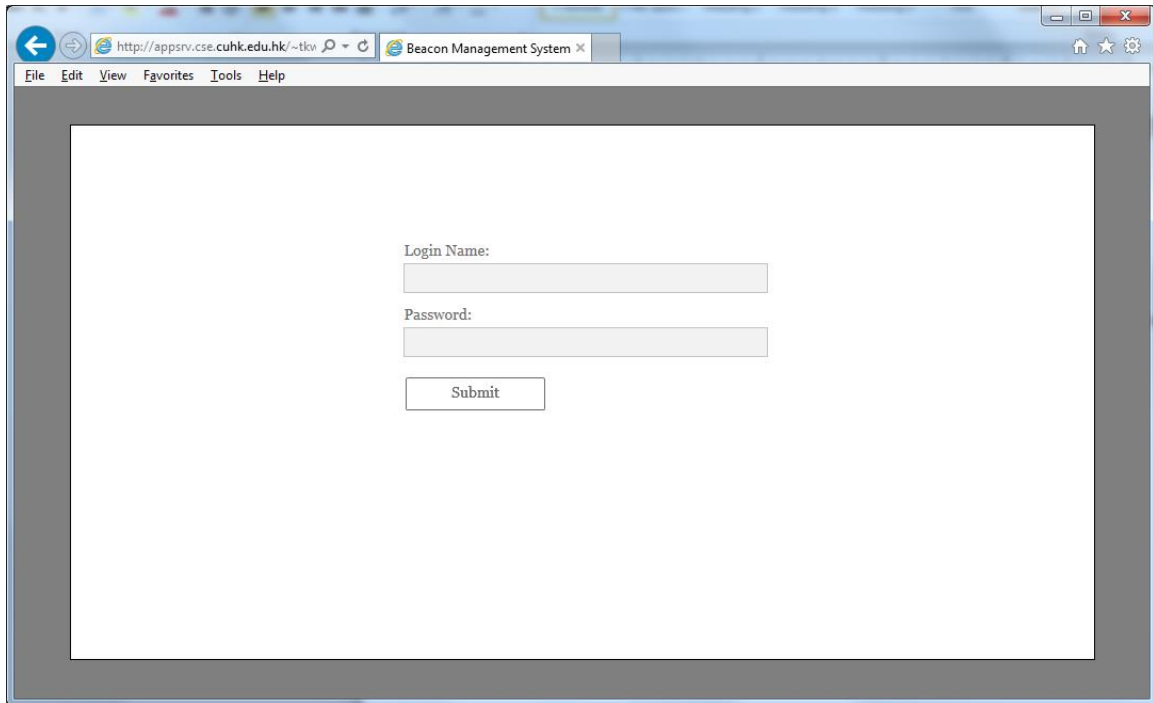 http://appsrv.cse.cuhk.edu.hk/~tkw
Beacon Management System
File Edit View Favorites Tools Help
Login Name:
Password:
Submit